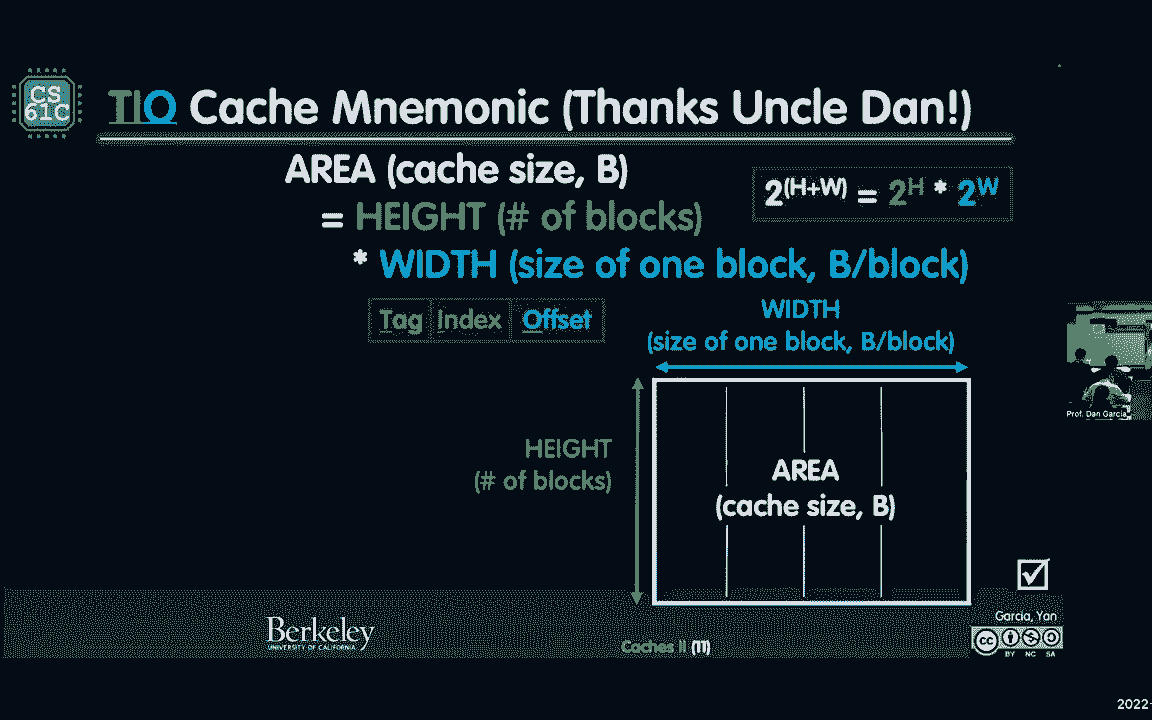 CS
61C
TIO Cache Mnemonic (Thanks Uncle Dan!)
AREA (cache size, B)
= HEIGHT (# of blocks)
* WIDTH (size of one block, B/block)
2^(H+W) = 2^H * 2^W
Tag Index Offset
WIDTH
(size of one block, B/block)
HEIGHT
(# of blocks)
AREA
(cache size, B)
Prof. Dan Garcia
Berkeley
UNIVERSITY OF CALIFORNIA
Caches II (11)
Garcia, Yan
cc
BY NC SA
2022-